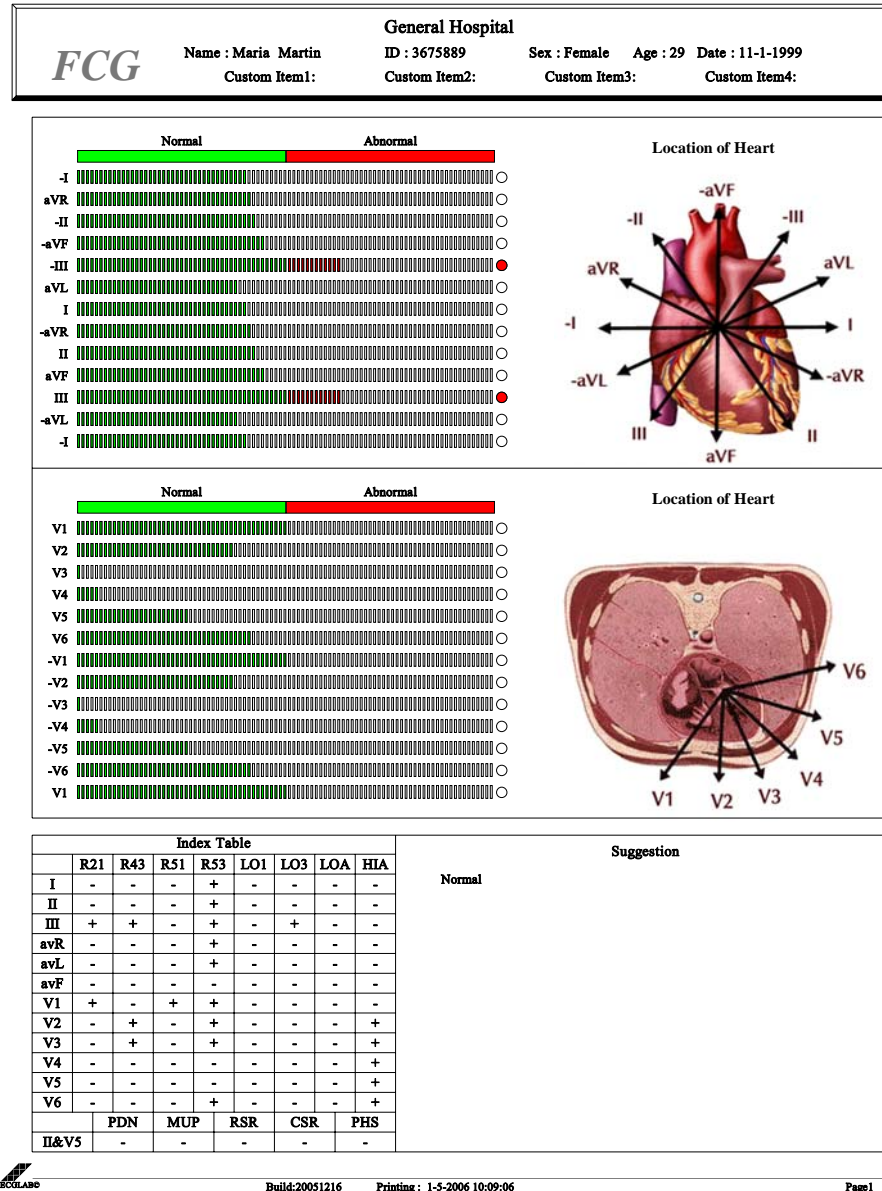 General Hospital
FCG
Name : Maria Martin ID : 3675889 Sex : Female Age : 29 Date : 11-1-1999
Custom Item1: Custom Item2: Custom Item3: Custom Item4:
Normal Abnormal
-I
aVR
-II
-aVF
-III
aVL
I
-aVR
II
aVF
III
-aVL
-I
Location of Heart
-aVF
-II -III
aVR aVL
-I I
-aVL -aVR
III II
aVF
Normal Abnormal
V1
V2
V3
V4
V5
V6
-V1
-V2
-V3
-V4
-V5
-V6
V1
Location of Heart
V6
V5
V4
V1 V2 V3
Index Table
R21 R43 R51 R53 LO1 LO3 LOA HIA
I - - - + - - - -
II - - - + - - - -
III + + - + - + - -
avR - - - + - - - -
avL - - - + - - - -
avF - - - - - - - -
V1 + - + + - - - -
V2 - + - + - - - +
V3 - + - + - - - +
V4 - - - - - - - +
V5 - - - - - - - +
V6 - - - + - - - +
PDN MUP RSR CSR PHS
II&V5 - - - - -
Suggestion
Normal
ECGLAB©
Build:20051216 Printing : 1-5-2006 10:09:06 Page1